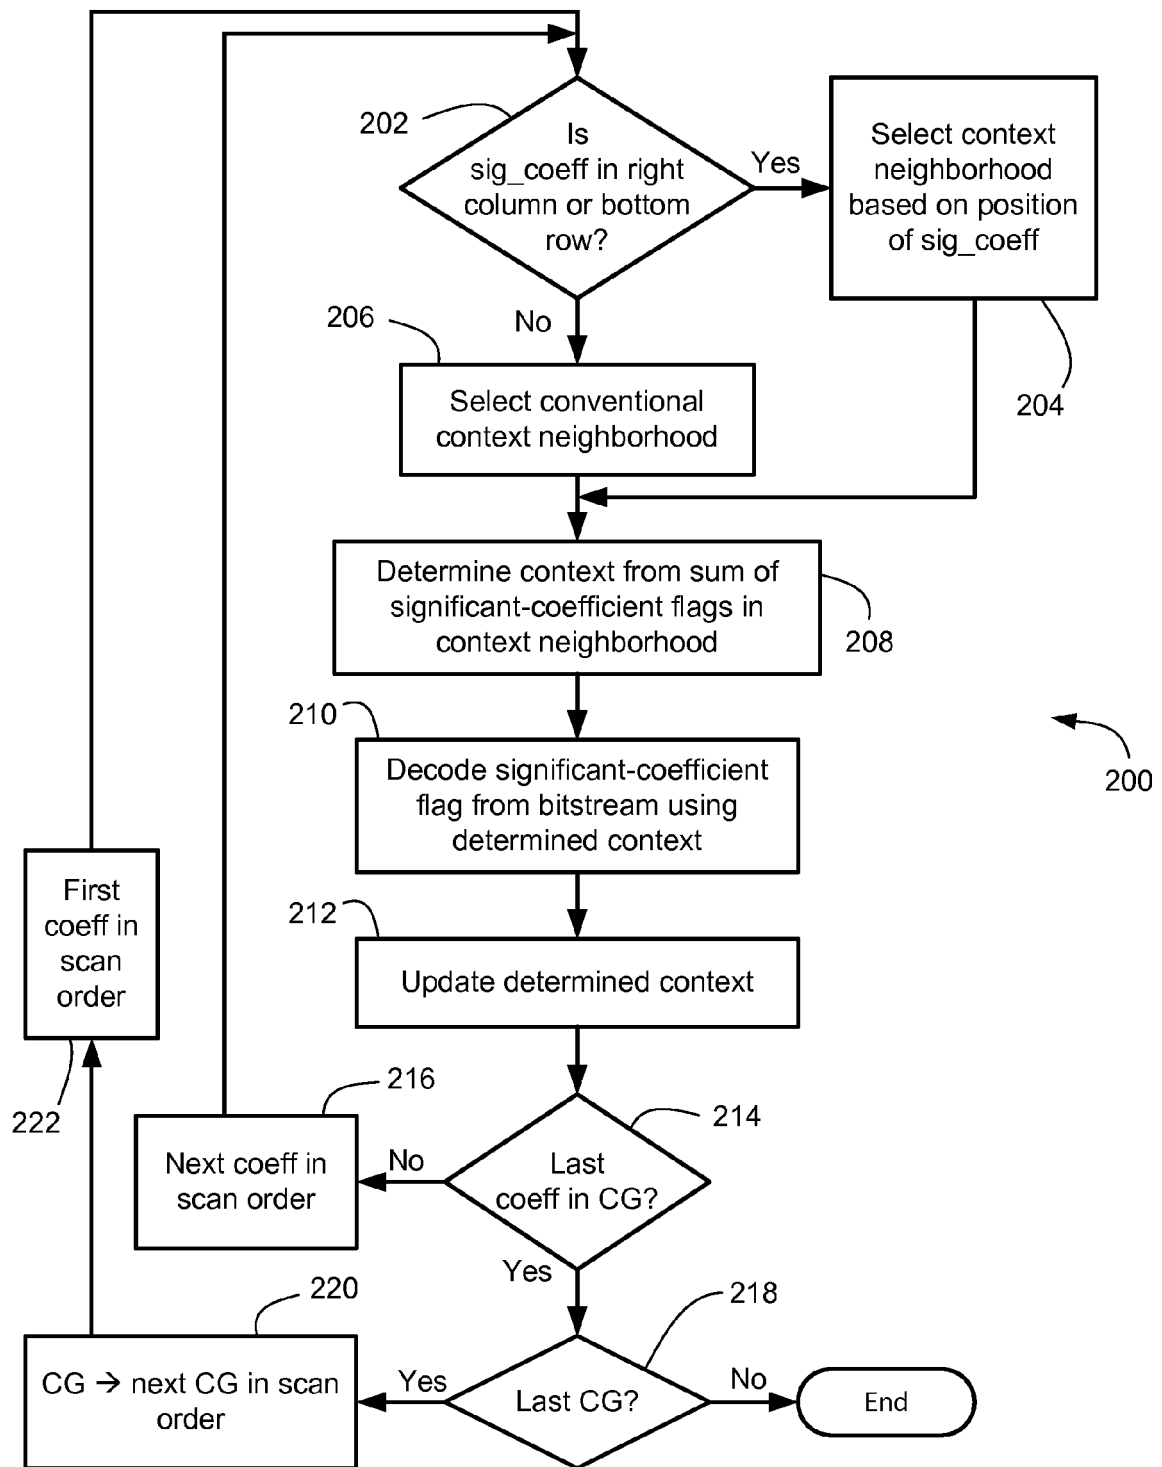 202
Is
sig_coeff in right
column or bottom
row?
Yes
Select context
neighborhood
based on position
of sig_coeff
204
No
206
Select conventional
context neighborhood
Determine context from sum of
significant-coefficient flags in
context neighborhood
208
210
Decode significant-coefficient
flag from bitstream using
determined context
200
212
Update determined context
First
coeff in
scan
order
222
216
Next coeff in
scan order
No
214
Last
coeff in CG?
Yes
220
CG → next CG in scan
order
Yes
218
Last CG?
No
End